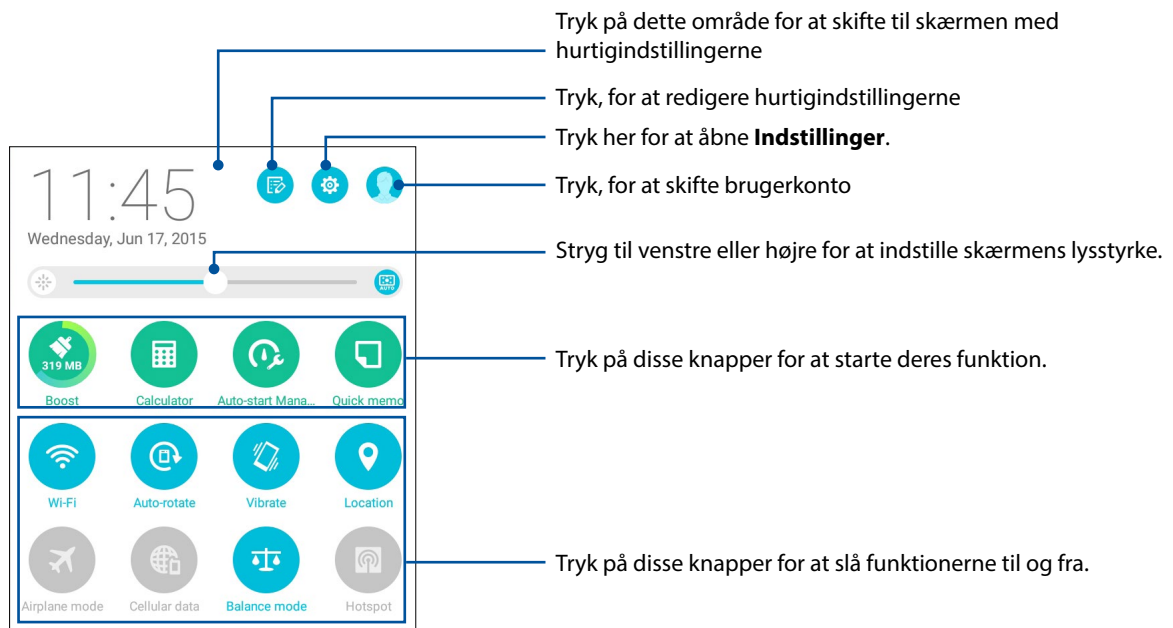 Tryk på dette område for at skifte til skærmen med
hurtigindstillingerne
Tryk, for at redigere hurtigindstillingerne
Tryk her for at åbne Indstillinger.
Tryk, for at skifte brugerkonto
11:45
Wednesday, Jun 17, 2015
Stryg til venstre eller højre for at indstille skærmens lysstyrke.
AUTO
319 MB
Boost Calculator Auto-start Mana... Quick memo
Tryk på disse knapper for at starte deres funktion.
Wi-Fi Auto-rotate Vibrate Location
Airplane mode Cellular data Balance mode Hotspot
Tryk på disse knapper for at slå funktionerne til og fra.